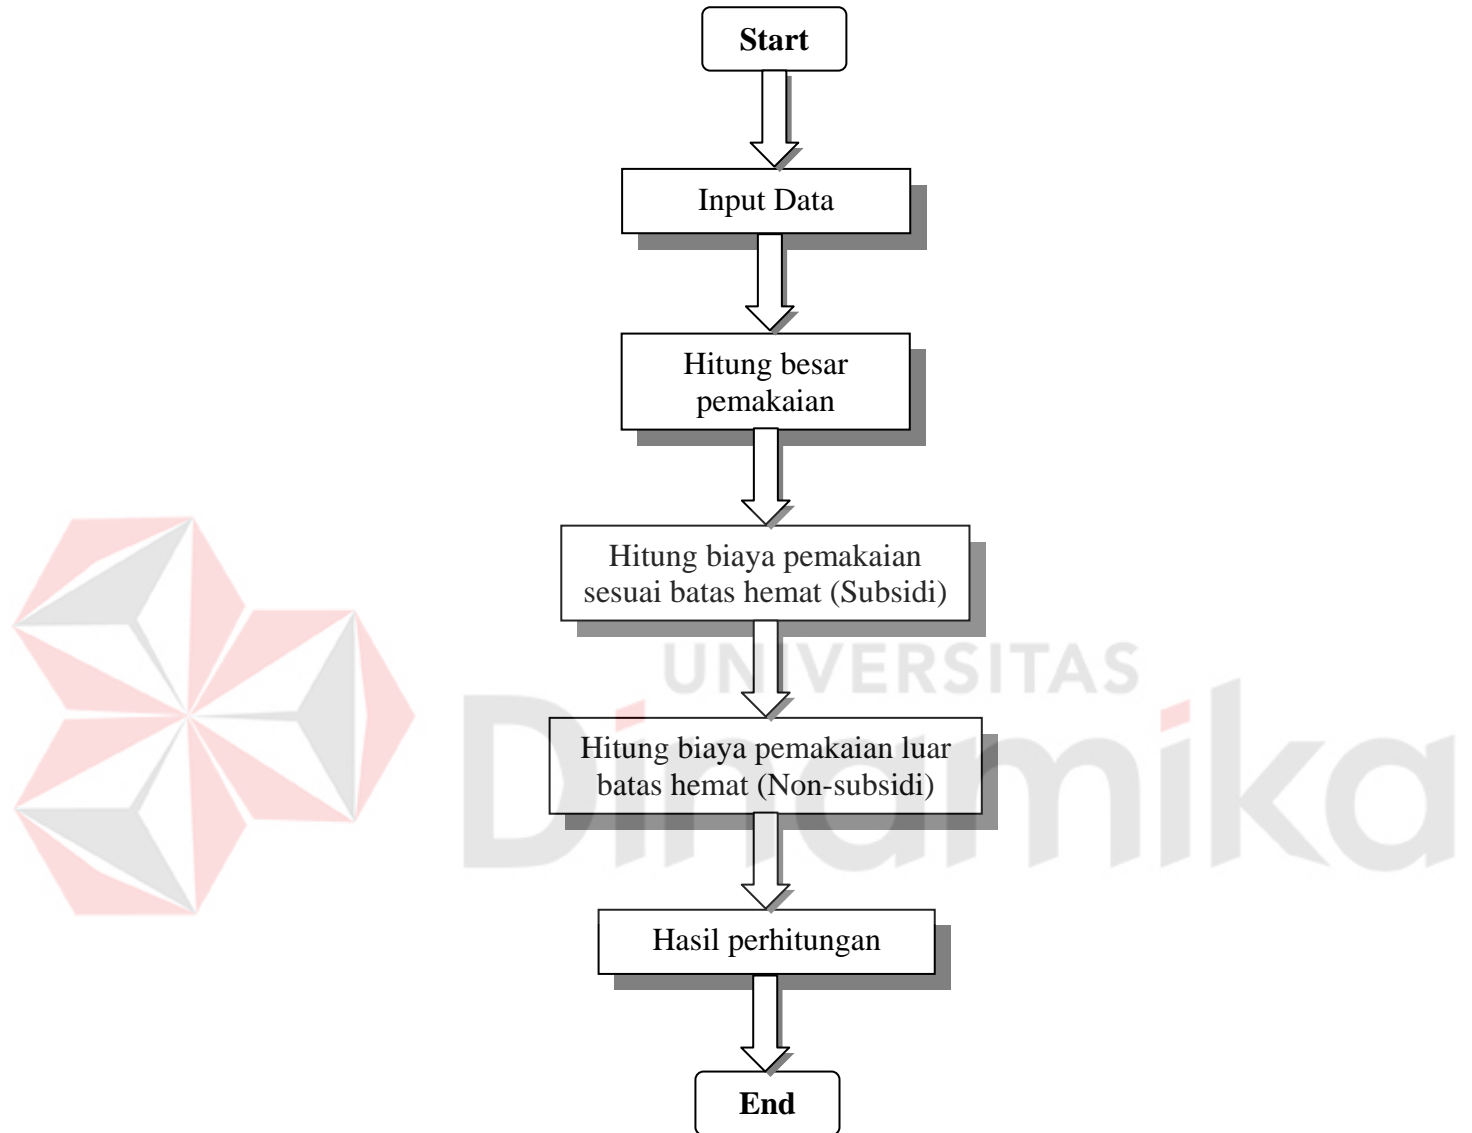 Start
Input Data
Hitung besar
pemakaian
Hitung biaya pemakaian
sesuai batas hemat (Subsidi)
UNIVERSITAS
Dinamika
Hitung biaya pemakaian luar
batas hemat (Non-subsidi)
Hasil perhitungan
End